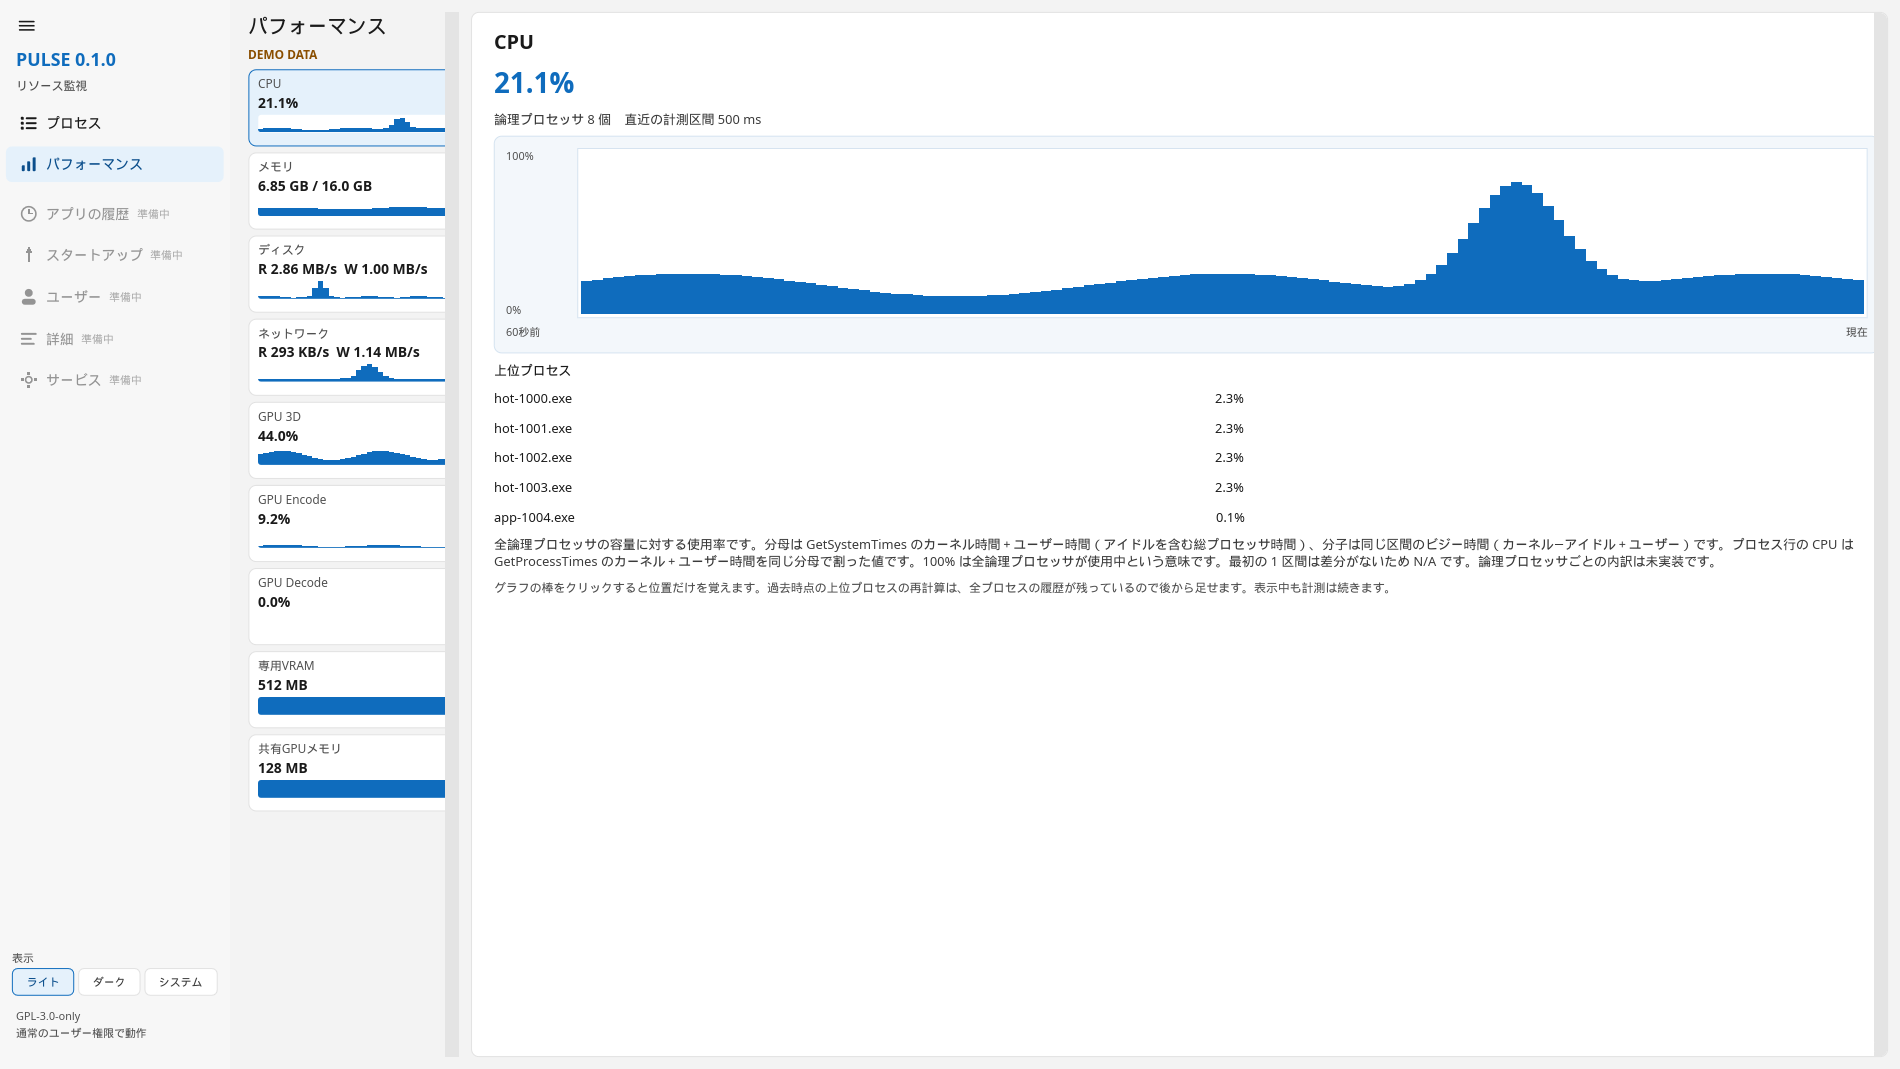 PULSE 0.1.0
リソース監視
プロセス
パフォーマンス
アプリの履歴 準備中
スタートアップ 準備中
ユーザー 準備中
詳細 準備中
サービス 準備中
表示
ライト ダーク システム
GPL-3.0-only
通常のユーザー権限で動作
パフォーマンス
DEMO DATA
CPU
21.1%
メモリ
6.85 GB / 16.0 GB
ディスク
R 2.86 MB/s W 1.00 MB/s
ネットワーク
R 293 KB/s W 1.14 MB/s
GPU 3D
44.0%
GPU Encode
9.2%
GPU Decode
0.0%
専用VRAM
512 MB
共有GPUメモリ
128 MB
CPU
21.1%
論理プロセッサ 8 個 直近の計測区間 500 ms
100%
0%
60秒前 現在
上位プロセス
hot-1000.exe 2.3%
hot-1001.exe 2.3%
hot-1002.exe 2.3%
hot-1003.exe 2.3%
app-1004.exe 0.1%
全論理プロセッサの容量に対する使用率です。分母は GetSystemTimes のカーネル時間 + ユーザー時間 ( アイドルを含む総プロセッサ時間 ) 、分子は同じ区間のビジー時間 ( カーネル−アイドル + ユーザー ) です。プロセス行の CPU は
GetProcessTimes のカーネル + ユーザー時間を同じ分母で割った値です。100% は全論理プロセッサが使用中という意味です。最初の 1 区間は差分がないため N/A です。論理プロセッサごとの内訳は未実装です。
グラフの棒をクリックすると位置だけを覚えます。過去時点の上位プロセスの再計算は、全プロセスの履歴が残っているので後から足せます。表示中も計測は続きます。